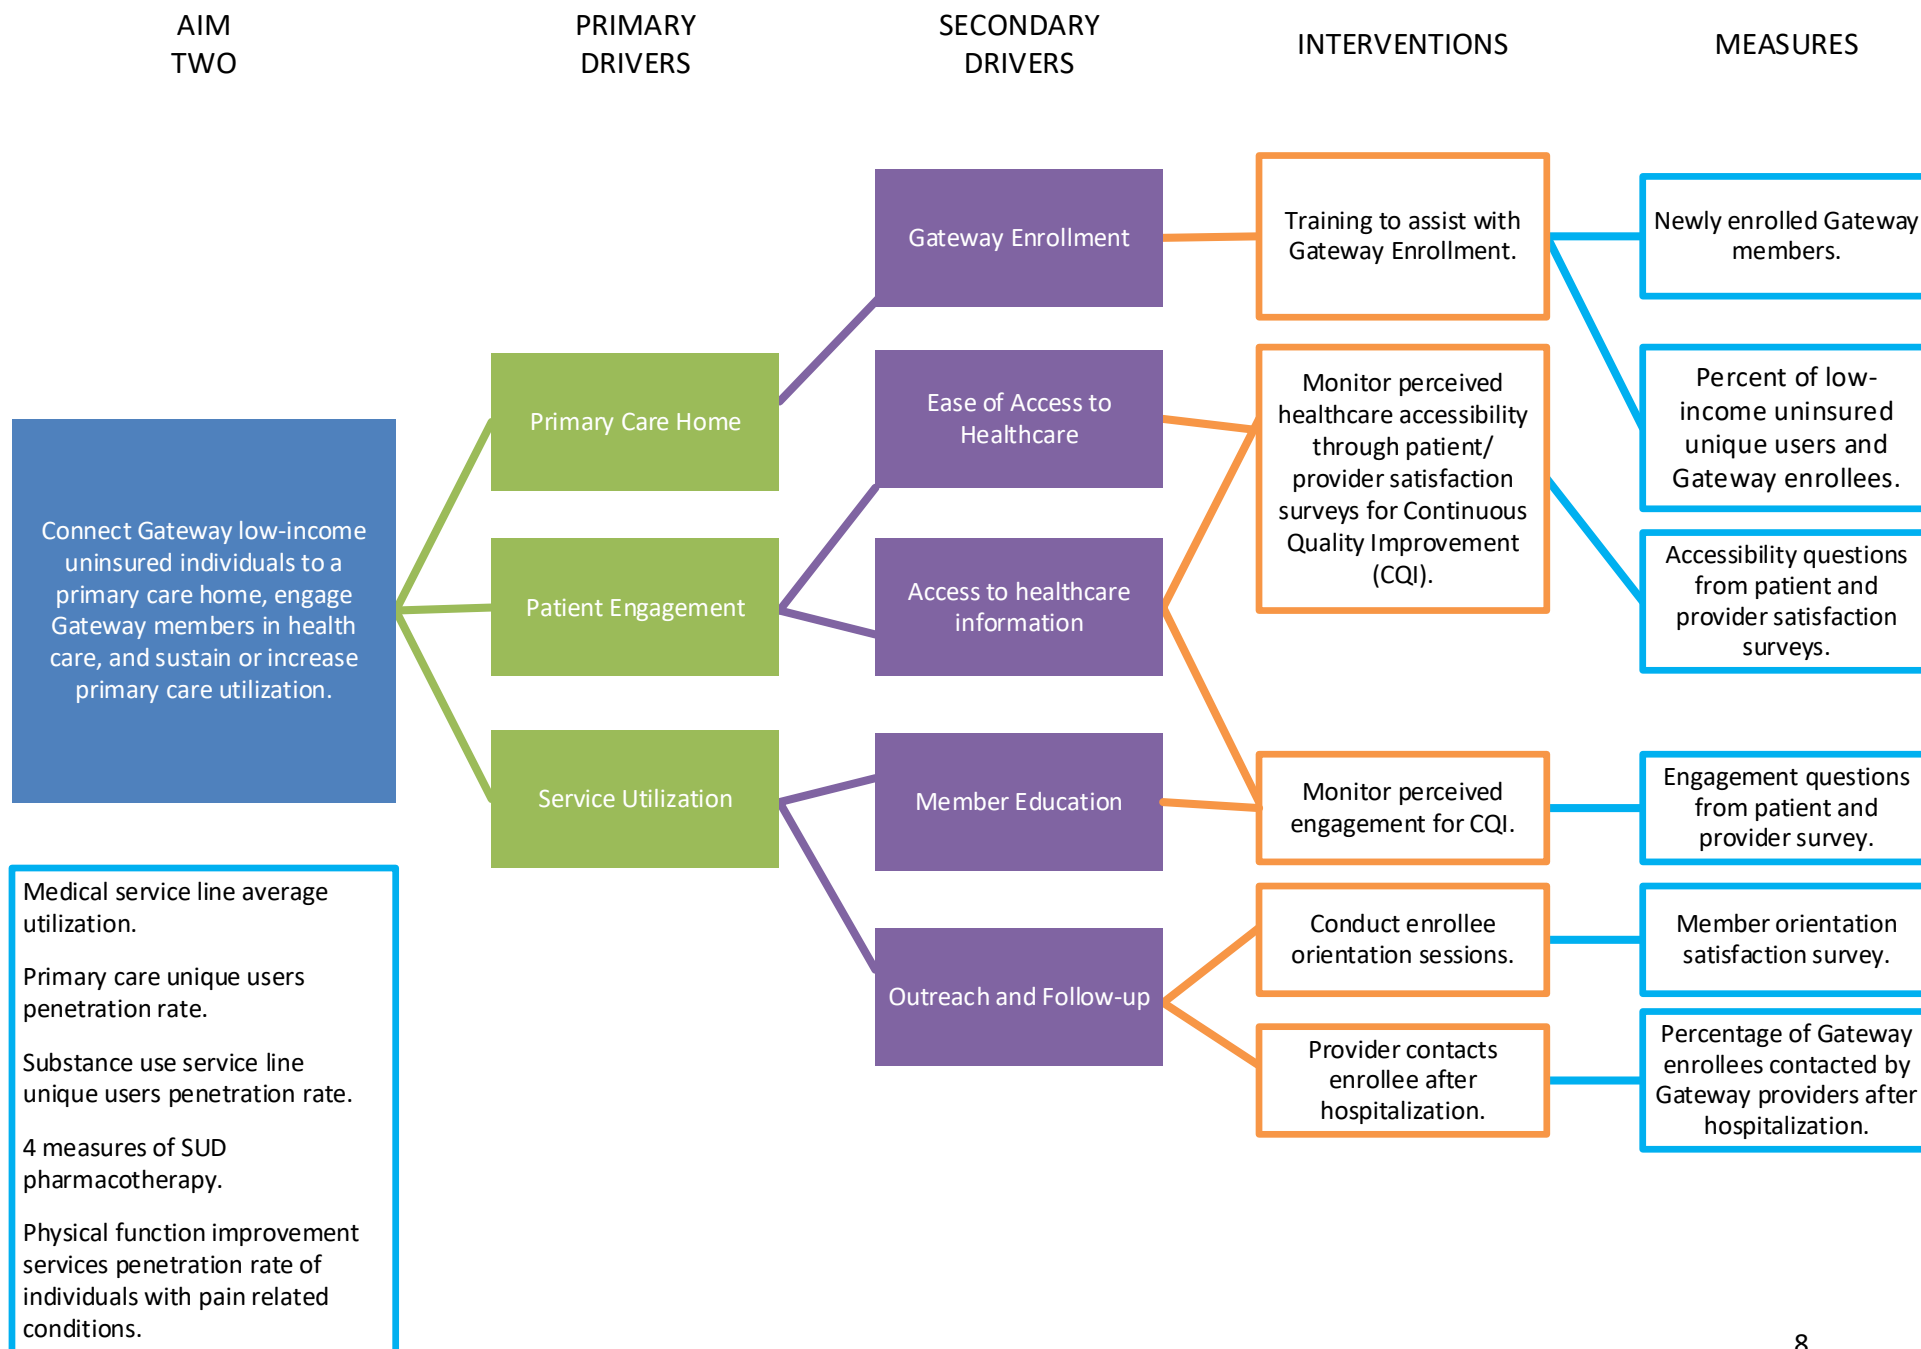 AIM
TWO
PRIMARY
DRIVERS
SECONDARY
DRIVERS
INTERVENTIONS
MEASURES
Connect Gateway low-income
uninsured individuals to a
primary care home, engage
Gateway members in health
care, and sustain or increase
primary care utilization.
Medical service line average
utilization.
Primary care unique users
penetration rate.
Substance use service line
unique users penetration rate.
4 measures of SUD
pharmacotherapy.
Physical function improvement
services penetration rate of
individuals with pain related
conditions.
Primary Care Home
Patient Engagement
Service Utilization
Gateway Enrollment
Ease of Access to
Healthcare
Access to healthcare
information
Member Education
Outreach and Follow-up
Training to assist with
Gateway Enrollment.
Monitor perceived
healthcare accessibility
through patient/
provider satisfaction
surveys for Continuous
Quality Improvement
(CQI).
Monitor perceived
engagement for CQI.
Conduct enrollee
orientation sessions.
Provider contacts
enrollee after
hospitalization.
Newly enrolled Gateway
members.
Percent of low-
income uninsured
unique users and
Gateway enrollees.
Accessibility questions
from patient and
provider satisfaction
surveys.
Engagement questions
from patient and
provider survey.
Member orientation
satisfaction survey.
Percentage of Gateway
enrollees contacted by
Gateway providers after
hospitalization.
8